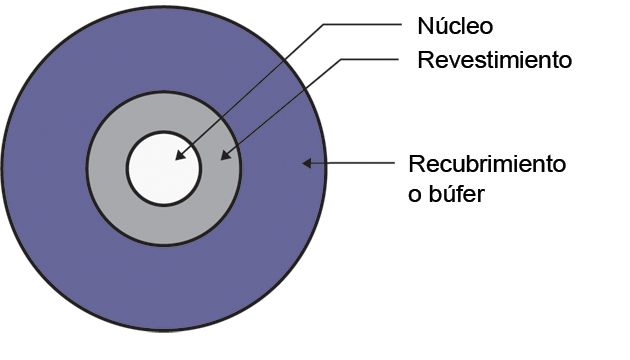 Núcleo
Revestimiento
Recubrimiento
o búfer